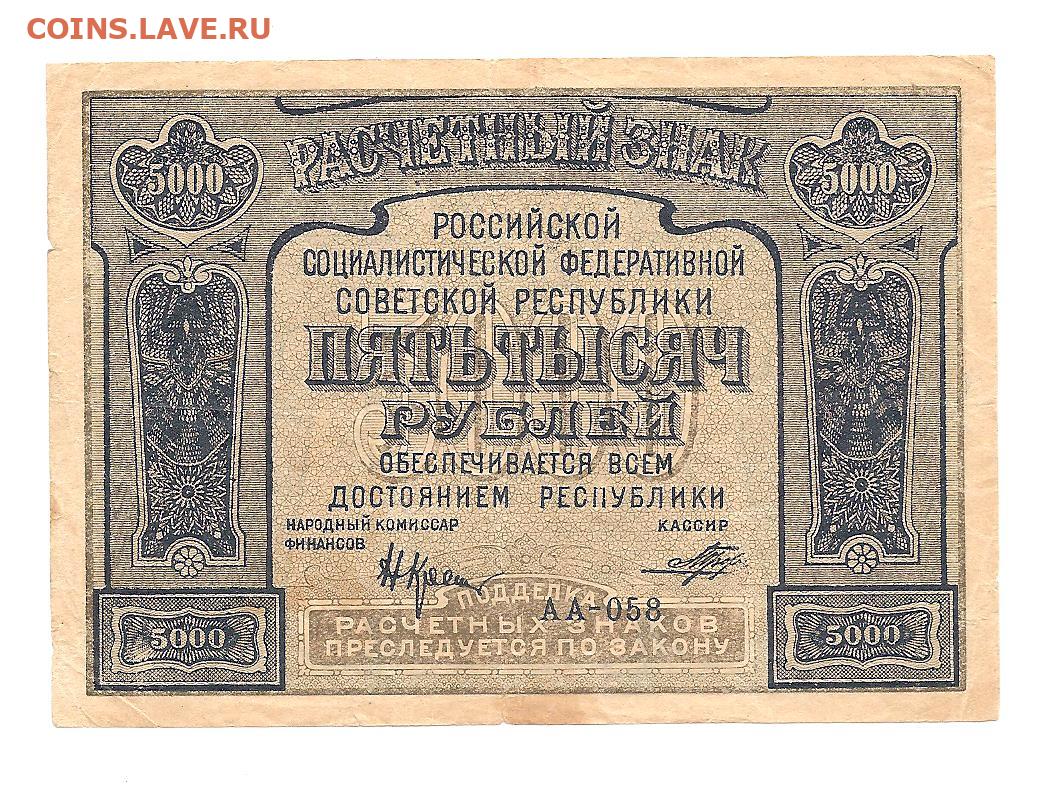 COINS.LAVE.RU
РАСЧЕТНЫЙ ЗНАК
5000
5000
РОССИЙСКОЙ
СОЦИАЛИСТИЧЕСКОЙ ФЕДЕРАТИВНОЙ
СОВЕТСКОЙ РЕСПУБЛИКИ
ПЯТЬ ТЫСЯЧ
РУБЛЕЙ
ОБЕСПЕЧИВАЕТСЯ ВСЕМ
ДОСТОЯНИЕМ РЕСПУБЛИКИ
НАРОДНЫЙ КОМИССАР
ФИНАНСОВ
КАССИР
ПОДДЕЛКА
АА-058
РАСЧЕТНЫХ ЗНАКОВ
ПРЕСЛЕДУЕТСЯ ПО ЗАКОНУ
5000
5000